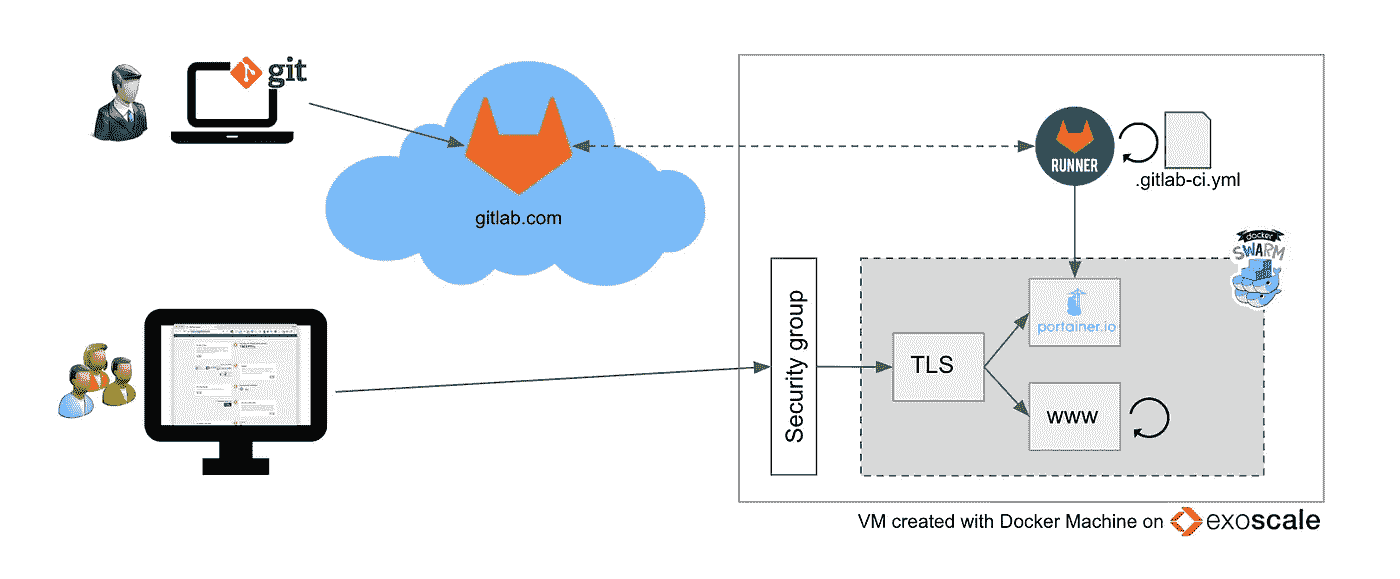 git
gitlab.com
RUNNER
.gitlab-ci.yml
docker
SWARM
Security group
TLS
portainer.io
www
VM created with Docker Machine on exoscale